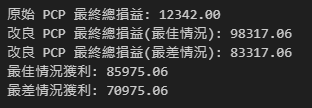 原始 PCP 最終總損益: 12342.00
改良 PCP 最終總損益(最佳情況): 98317.06
改良 PCP 最終總損益(最差情況): 83317.06
最佳情況獲利: 85975.06
最差情況獲利: 70975.06